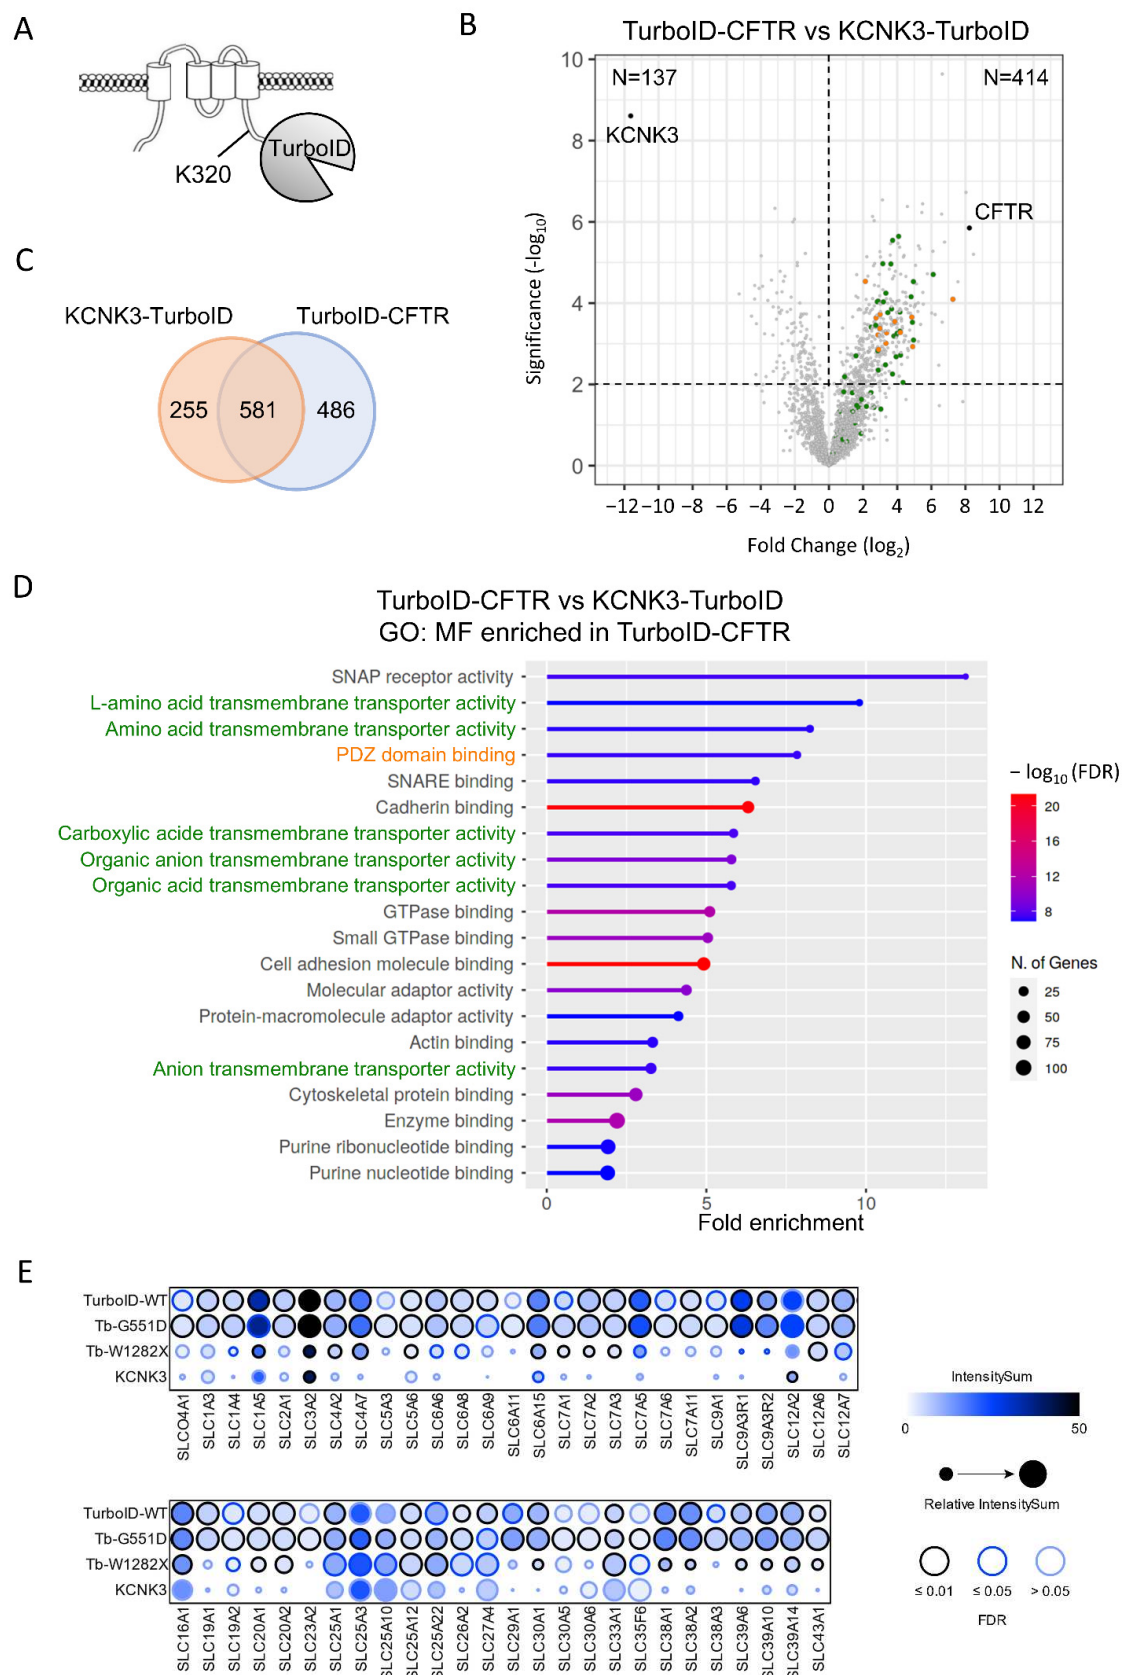 A
TurboID
K320
B
TurboID-CFTR vs KCNK3-TurboID
N=137
N=414
KCNK3
CFTR
Significance (-log10)
10
8
6
4
2
0
−12 −10 −8 −6 −4 −2 0 2 4 6 8 10 12
Fold Change (log2)
C
KCNK3-TurboID
TurboID-CFTR
255
581
486
D
TurboID-CFTR vs KCNK3-TurboID
GO: MF enriched in TurboID-CFTR
SNAP receptor activity
L-amino acid transmembrane transporter activity
Amino acid transmembrane transporter activity
PDZ domain binding
SNARE binding
Cadherin binding
Carboxylic acide transmembrane transporter activity
Organic anion transmembrane transporter activity
Organic acid transmembrane transporter activity
GTPase binding
Small GTPase binding
Cell adhesion molecule binding
Molecular adaptor activity
Protein-macromolecule adaptor activity
Actin binding
Anion transmembrane transporter activity
Cytoskeletal protein binding
Enzyme binding
Purine ribonucleotide binding
Purine nucleotide binding
0 5 10
Fold enrichment
− log10 (FDR)
20
16
12
8
N. of Genes
25
50
75
100
E
TurboID-WT
Tb-G551D
Tb-W1282X
KCNK3
SLCO4A1
SLC1A3
SLC1A4
SLC1A5
SLC2A1
SLC3A2
SLC4A2
SLC4A7
SLC5A3
SLC5A6
SLC6A6
SLC6A8
SLC6A9
SLC6A11
SLC6A15
SLC7A1
SLC7A2
SLC7A3
SLC7A5
SLC7A6
SLC7A11
SLC9A1
SLC9A3R1
SLC9A3R2
SLC12A2
SLC12A6
SLC12A7
TurboID-WT
Tb-G551D
Tb-W1282X
KCNK3
SLC16A1
SLC19A1
SLC19A2
SLC20A1
SLC20A2
SLC23A2
SLC25A1
SLC25A3
SLC25A10
SLC25A12
SLC25A22
SLC26A2
SLC27A4
SLC29A1
SLC30A1
SLC30A5
SLC30A6
SLC33A1
SLC35F6
SLC38A1
SLC38A2
SLC38A3
SLC39A6
SLC39A10
SLC39A14
SLC43A1
IntensitySum
0 50
Relative IntensitySum
≤ 0.01 ≤ 0.05 > 0.05
FDR